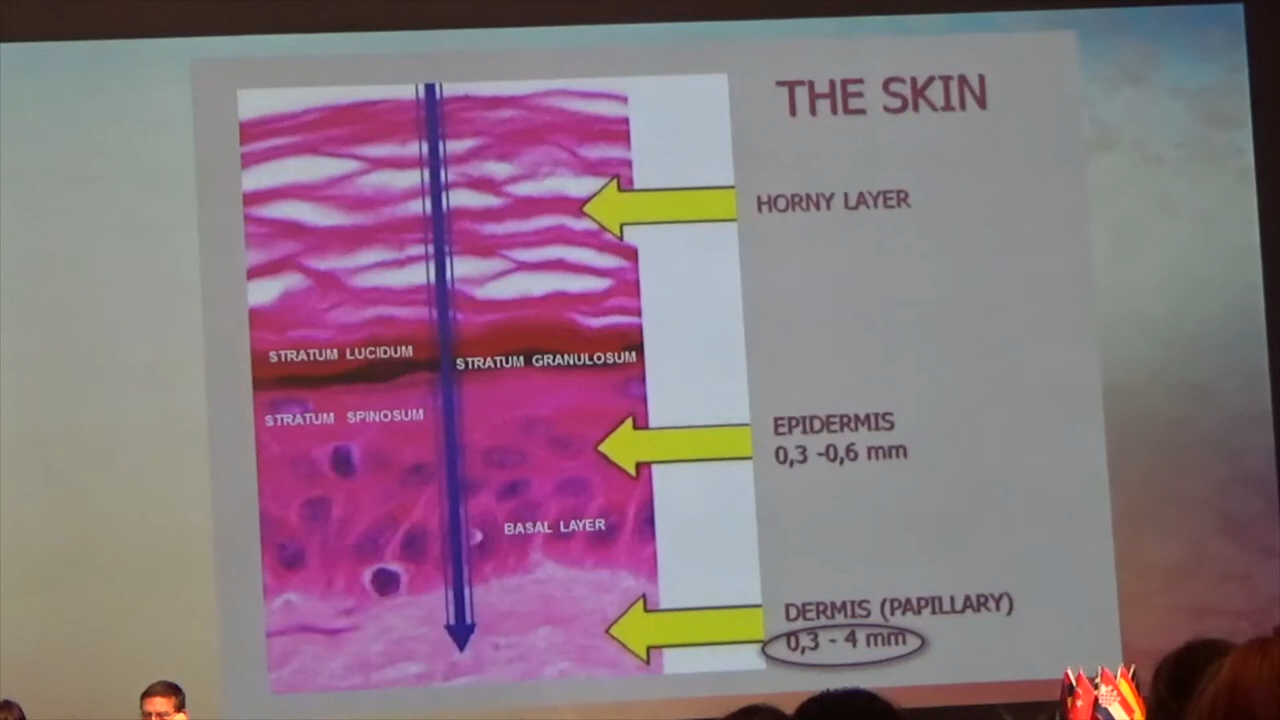 THE SKIN
HORNY LAYER
STRATUM LUCIDUM
STRATUM GRANULOSUM
STRATUM SPINOSUM
EPIDERMIS
0,3 -0,6 mm
BASAL LAYER
DERMIS (PAPILLARY)
0,3 - 4 mm